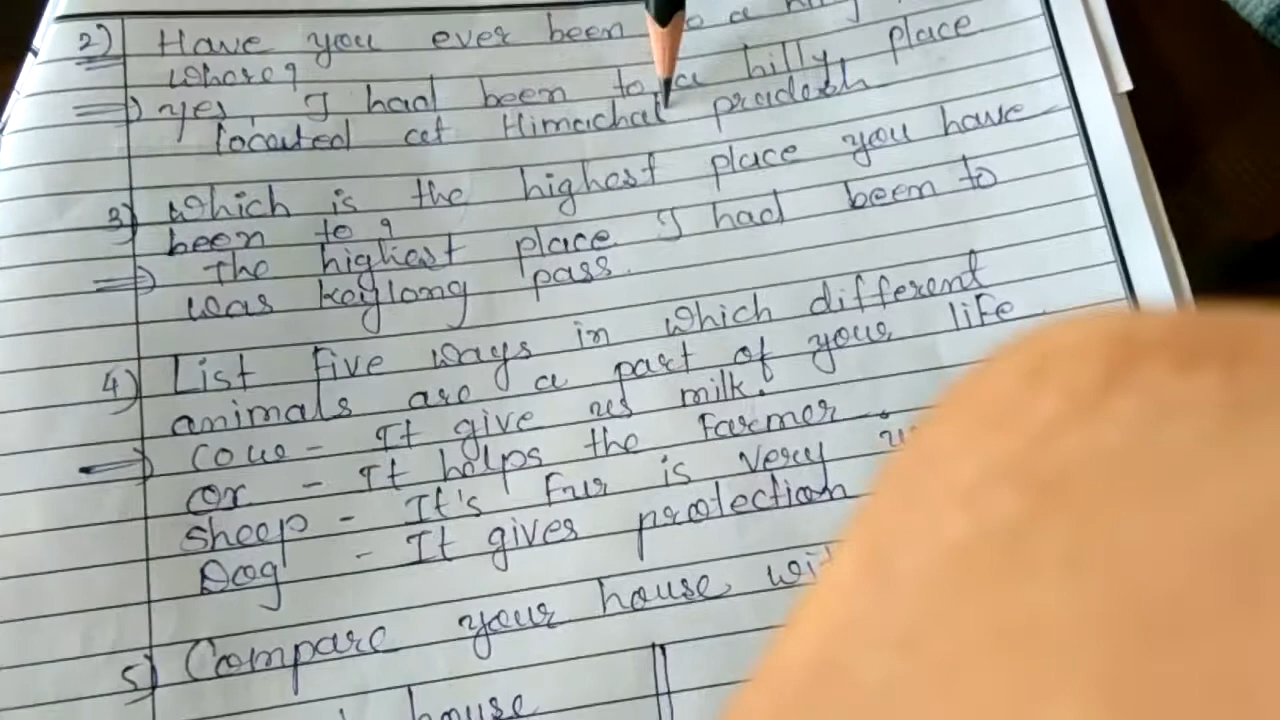 2) Have you ever been a
where?
⇒ yes, I had been to a hilly place
located at Himachal pradesh
3) which is the highest place you have
been to?
⇒ The highest place I had been to
was keylong pass.
4) List five ways in which different
animals are a part of your life
⇒ Cow - It give us milk.
Ox - It helps the farmer.
Sheep - It's fur is very
Dog - It gives protection
5) Compare your house
house